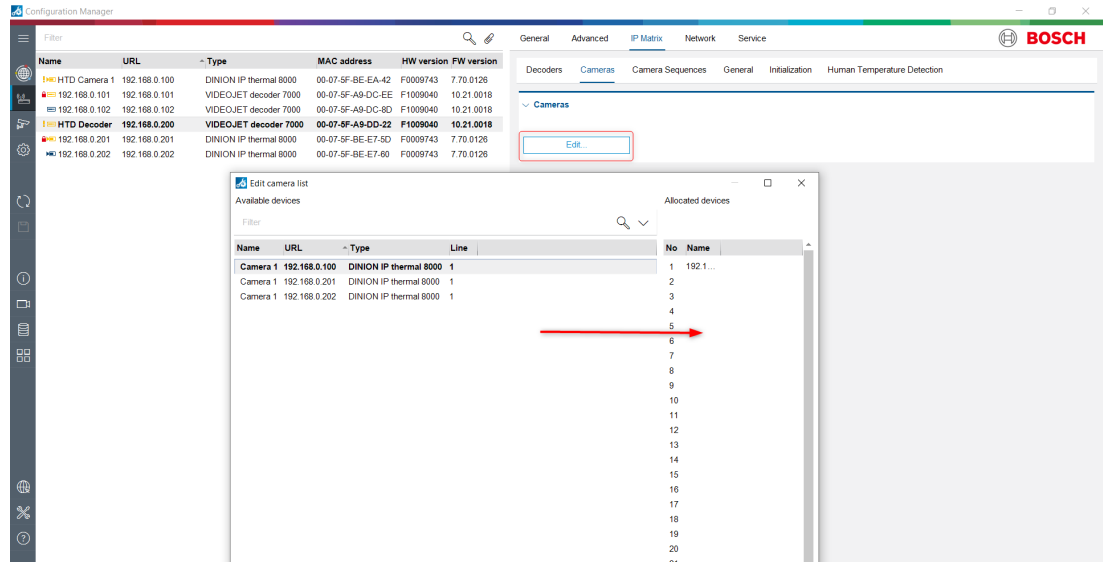 Configuration Manager
Filter
General Advanced IP Matrix Network Service
BOSCH
Name URL Type MAC address HW version FW version
HTD Camera 1 192.168.0.100 DINION IP thermal 8000 00-07-5F-BE-EA-42 F0009743 7.70.0126
192.168.0.101 192.168.0.101 VIDEOJET decoder 7000 00-07-5F-A9-DC-EE F1009040 10.21.0018
192.168.0.102 192.168.0.102 VIDEOJET decoder 7000 00-07-5F-A9-DC-8D F1009040 10.21.0018
HTD Decoder 192.168.0.200 VIDEOJET decoder 7000 00-07-5F-A9-DD-22 F1009040 10.21.0018
192.168.0.201 192.168.0.201 DINION IP thermal 8000 00-07-5F-BE-E7-5D F0009743 7.70.0126
192.168.0.202 192.168.0.202 DINION IP thermal 8000 00-07-5F-BE-E7-60 F0009743 7.70.0126
Decoders Cameras Camera Sequences General Initialization Human Temperature Detection
Cameras
Edit...
Edit camera list
Available devices
Filter
Name URL Type Line
Camera 1 192.168.0.100 DINION IP thermal 8000 1
Camera 1 192.168.0.201 DINION IP thermal 8000 1
Camera 1 192.168.0.202 DINION IP thermal 8000 1
Allocated devices
No Name
1 192.1...
2
3
4
5
6
7
8
9
10
11
12
13
14
15
16
17
18
19
20